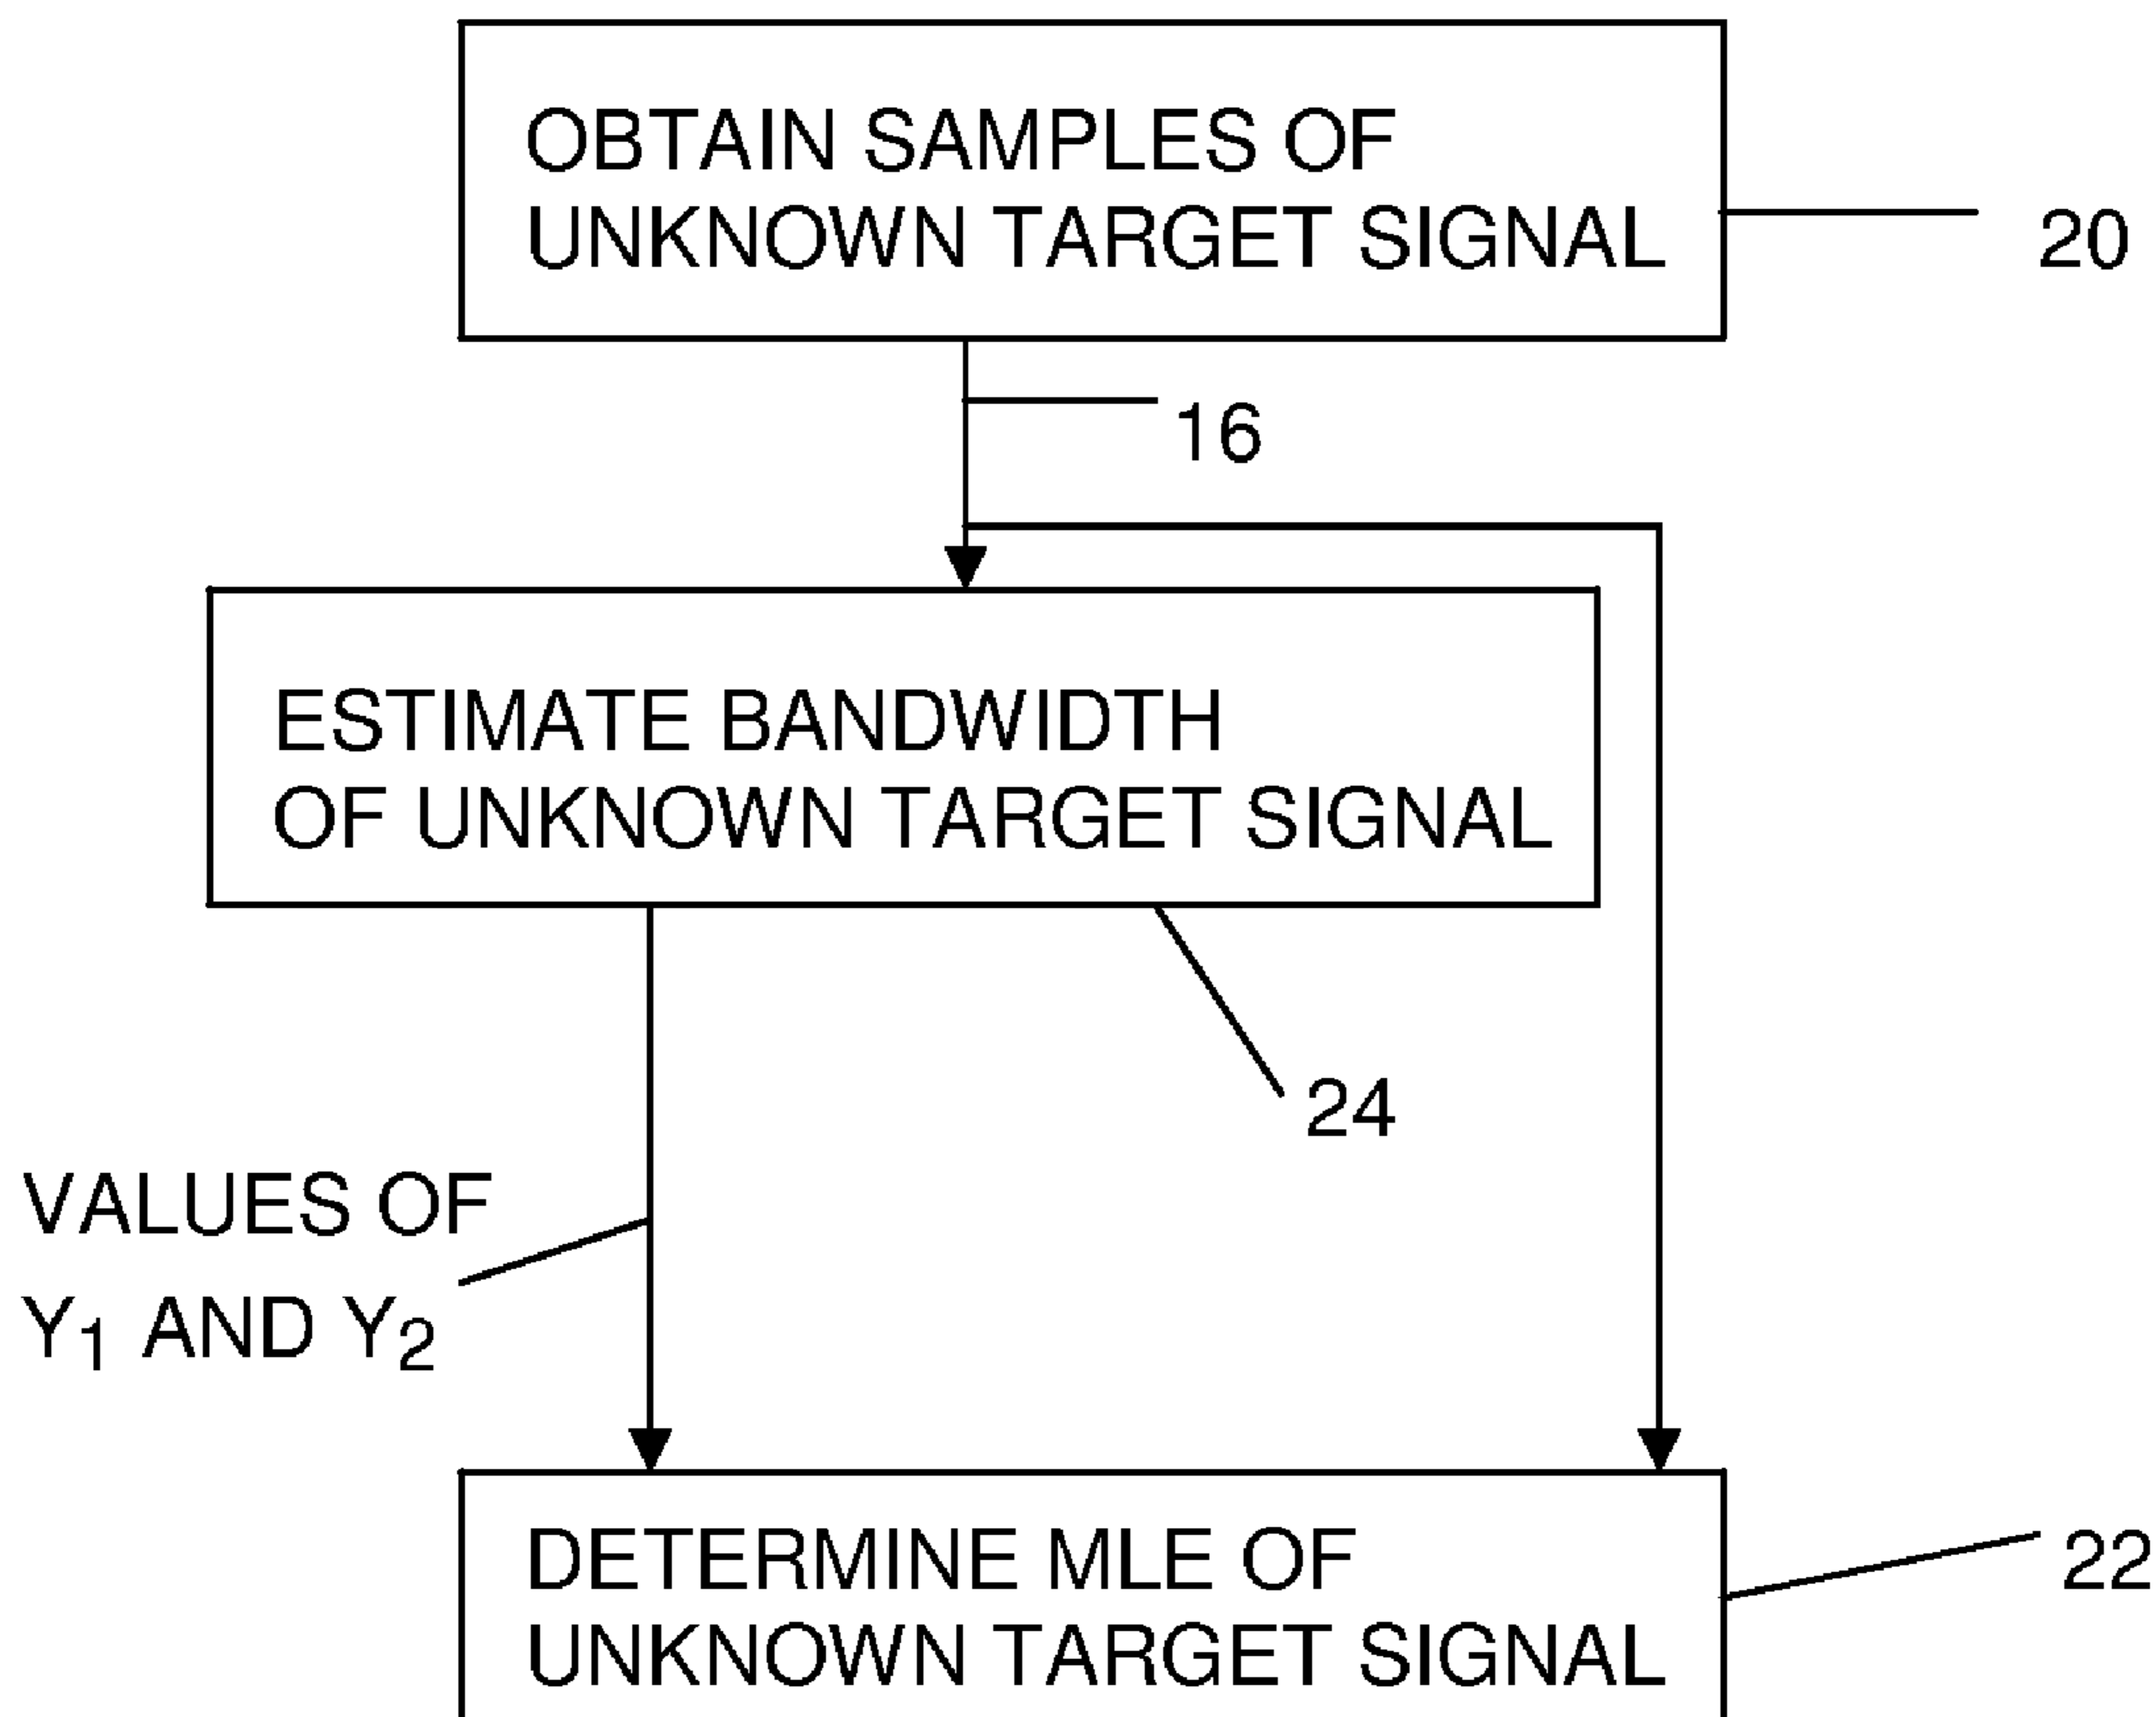 OBTAIN SAMPLES OF
UNKNOWN TARGET SIGNAL
20
16
ESTIMATE BANDWIDTH
OF UNKNOWN TARGET SIGNAL
24
VALUES OF
Y1 AND Y2
DETERMINE MLE OF
UNKNOWN TARGET SIGNAL
22